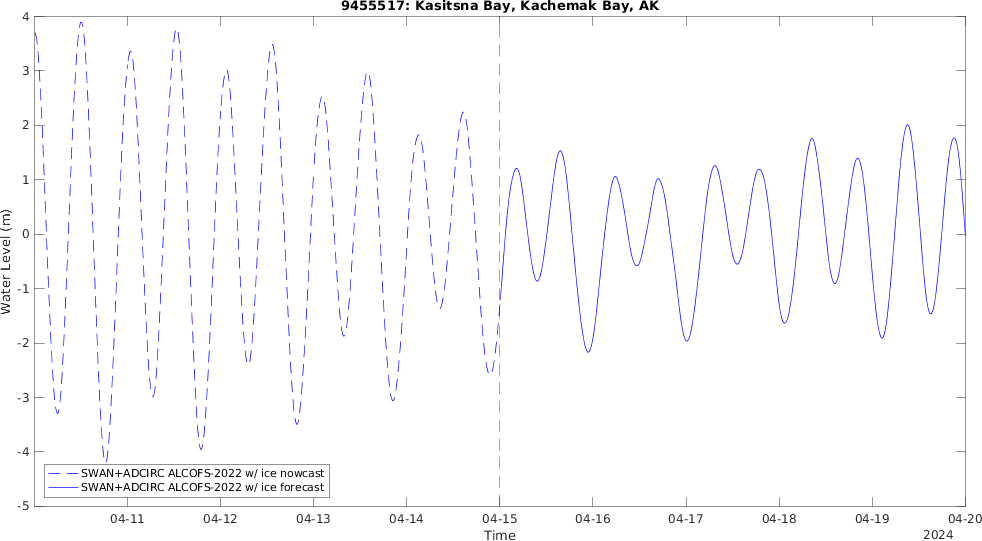 9455517: Kasitsna Bay, Kachemak Bay, AK
4
3
2
1
0
-1
-2
-3
-4
-5
Water Level (m)
SWAN+ADCIRC ALCOFS-2022 w/ ice nowcast
SWAN+ADCIRC ALCOFS-2022 w/ ice forecast
04-11 04-12 04-13 04-14 04-15 04-16 04-17 04-18 04-19 04-20
Time
2024